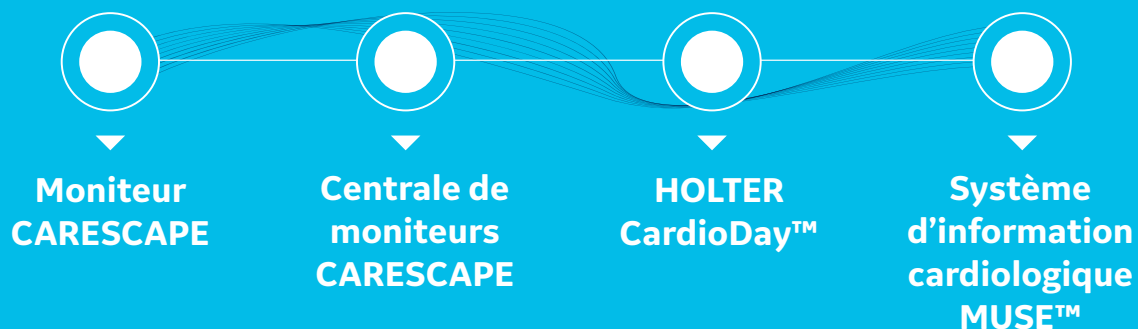 Moniteur
CARESCAPE
Centrale de
moniteurs
CARESCAPE
HOLTER
CardioDay™
Système
d’information
cardiologique
MUSE™